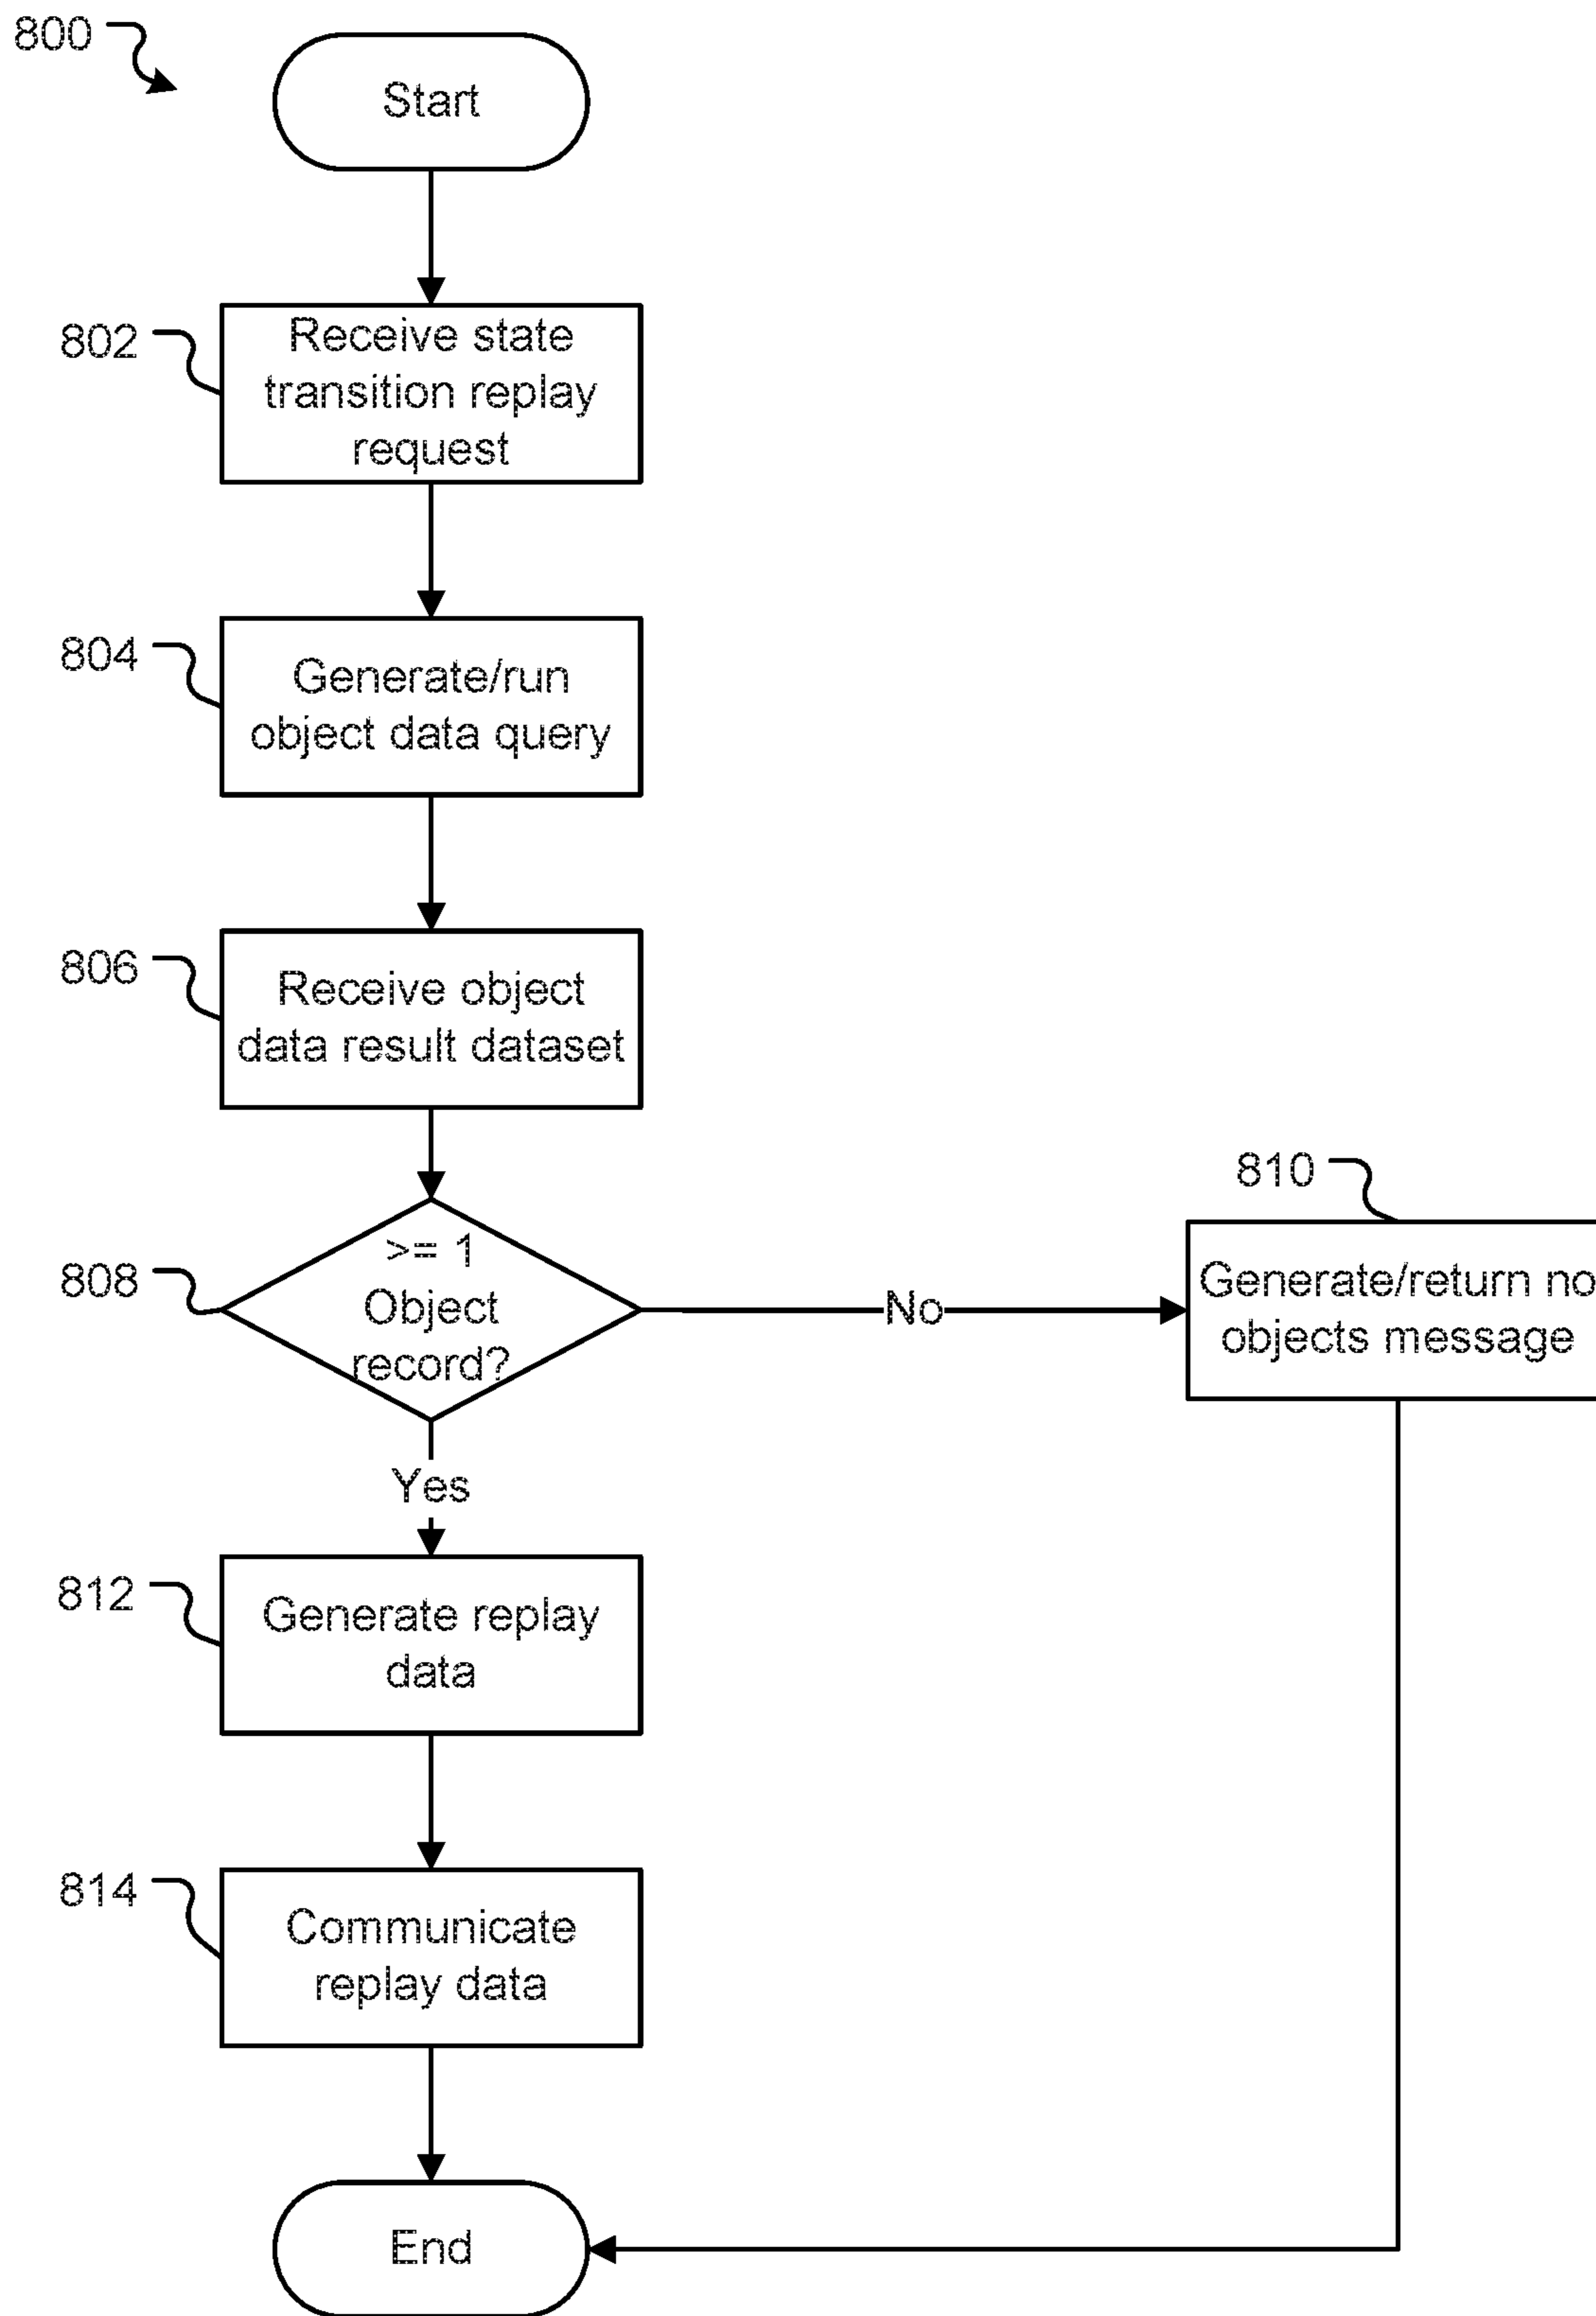 800
Start
802
Receive state
transition replay
request
804
Generate/run
object data query
806
Receive object
data result dataset
808
>= 1
Object
record?
No
810
Generate/return no
objects message
Yes
812
Generate replay
data
814
Communicate
replay data
End